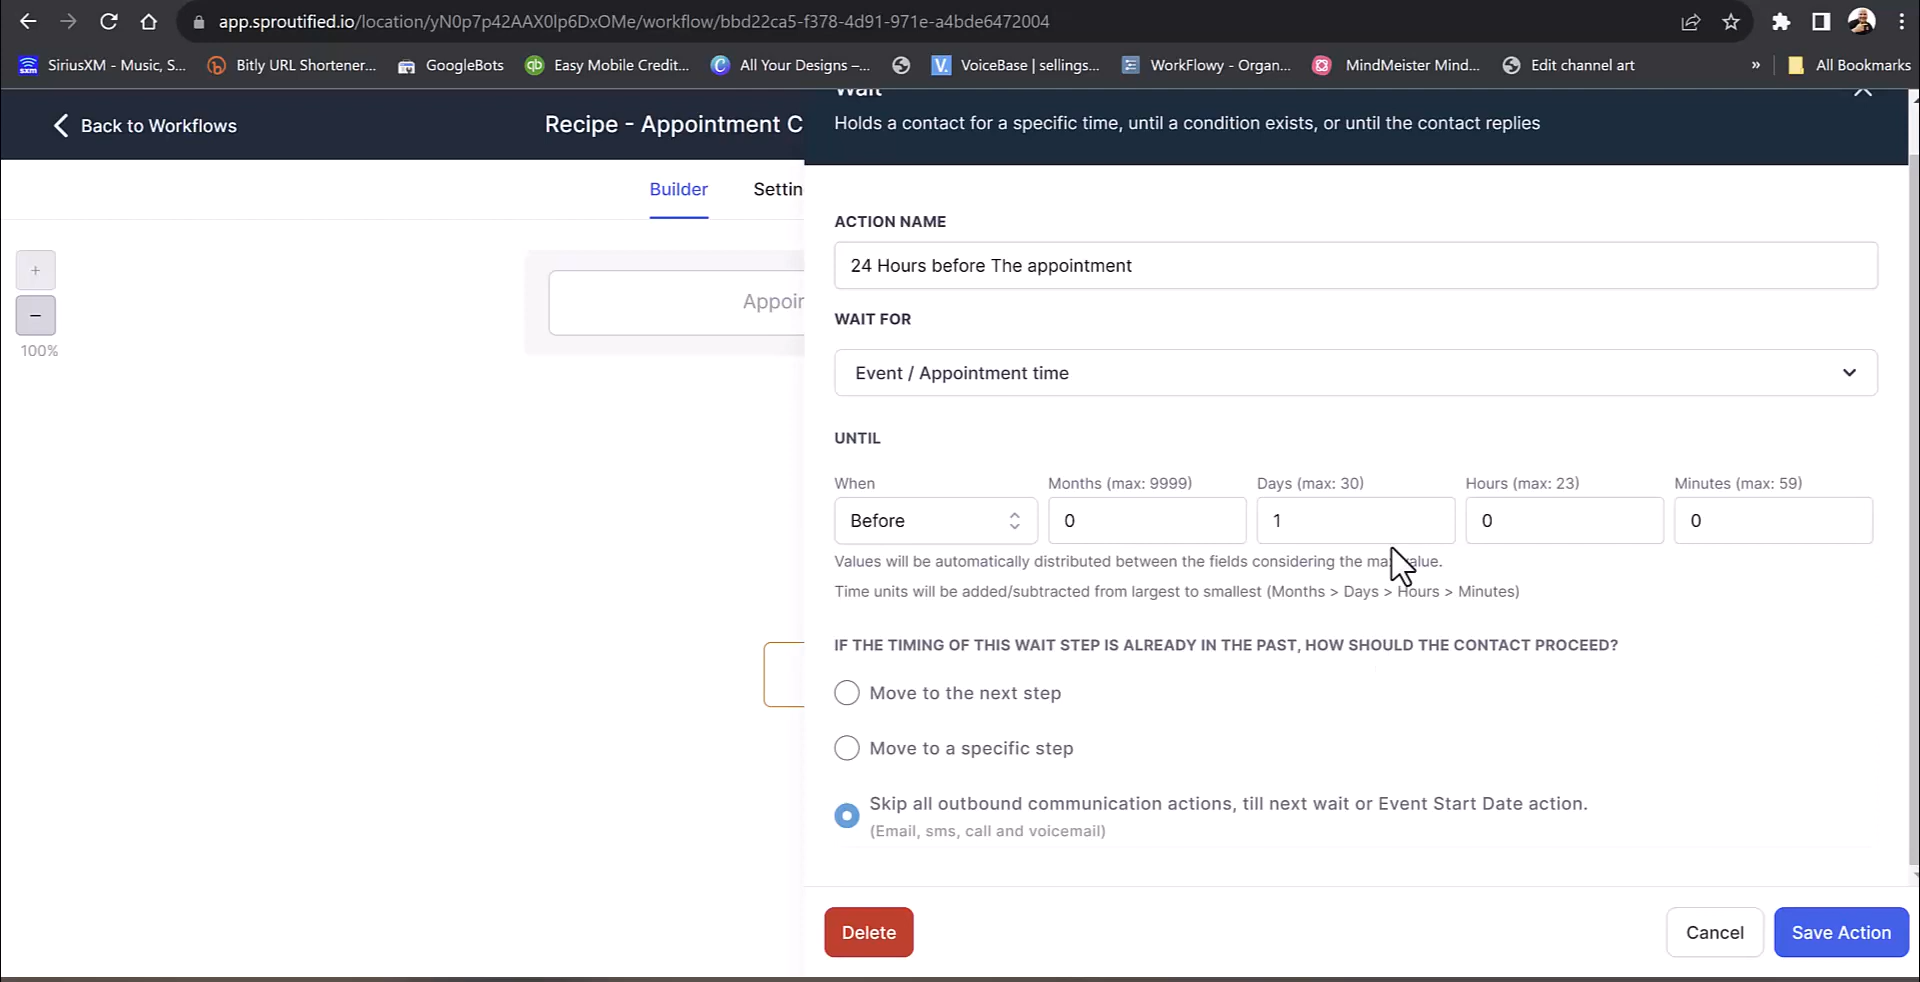 app.sproutified.io/location/yN0p7p42AAX0lp6DxOMe/workflow/bbd22ca5-f378-4d91-971e-a4bde6472004
SiriusXM - Music, S...
Bitly URL Shortener...
GoogleBots
Easy Mobile Credit...
All Your Designs –...
VoiceBase | sellings...
WorkFlowy - Organ...
MindMeister Mind...
Edit channel art
»
All Bookmarks
Back to Workflows
Recipe - Appointment C
Wait
Holds a contact for a specific time, until a condition exists, or until the contact replies
Builder
Settin
+
−
100%
Appoin
ACTION NAME
24 Hours before The appointment
WAIT FOR
Event / Appointment time
UNTIL
When
Months (max: 9999)
Days (max: 30)
Hours (max: 23)
Minutes (max: 59)
Before
0
1
0
0
Values will be automatically distributed between the fields considering the max value.
Time units will be added/subtracted from largest to smallest (Months > Days > Hours > Minutes)
IF THE TIMING OF THIS WAIT STEP IS ALREADY IN THE PAST, HOW SHOULD THE CONTACT PROCEED?
Move to the next step
Move to a specific step
Skip all outbound communication actions, till next wait or Event Start Date action.
(Email, sms, call and voicemail)
Delete
Cancel
Save Action